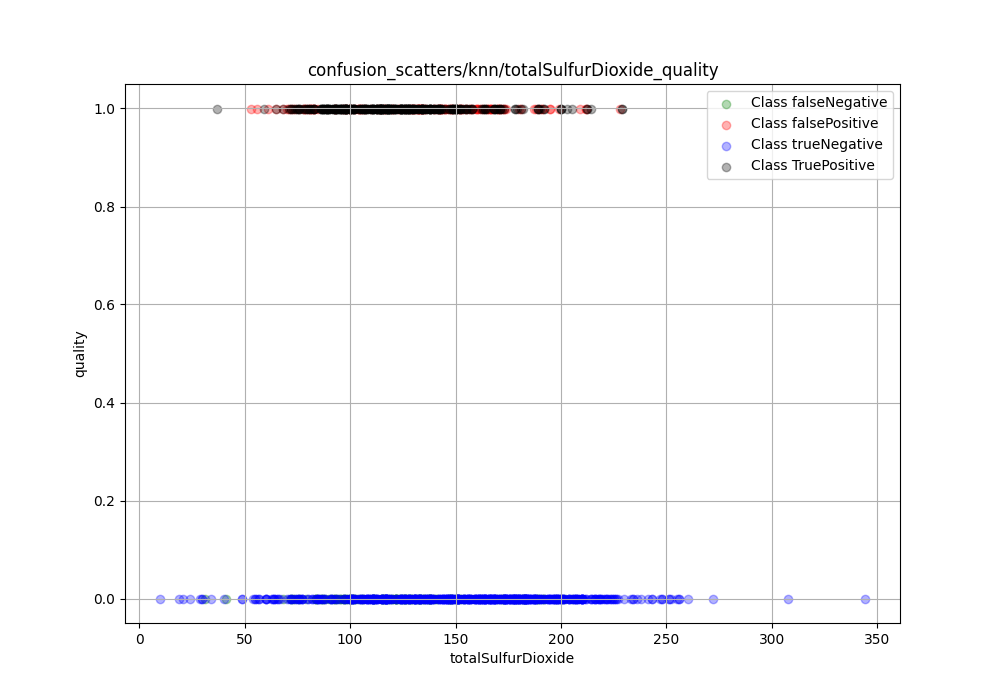 confusion_scatters/knn/totalSulfurDioxide_quality
1.0
0.8
0.6
0.4
0.2
0.0
quality
Class falseNegative
Class falsePositive
Class trueNegative
Class TruePositive
0 50 100 150 200 250 300 350
totalSulfurDioxide